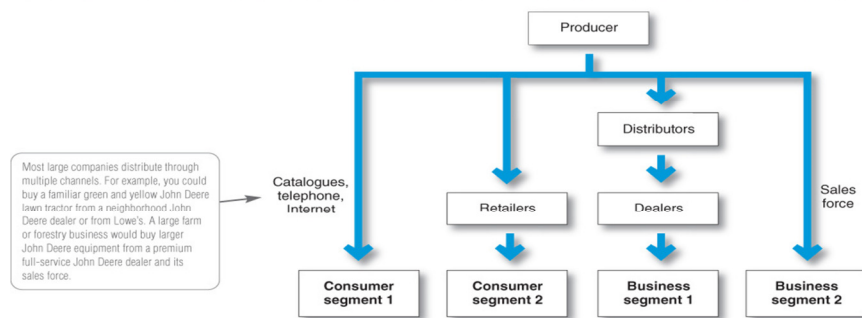 Producer
Distributors
Most large companies distribute through
multiple channels. For example, you could
buy a familiar green and yellow John Deere
lawn tractor from a neighborhood John
Deere dealer or from Lowe's. A large farm
or forestry business would buy larger
John Deere equipment from a premium
full-service John Deere dealer and its
sales force.
Catalogues,
telephone,
Internet
Retailers
Dealers
Sales
force
Consumer
segment 1
Consumer
segment 2
Business
segment 1
Business
segment 2